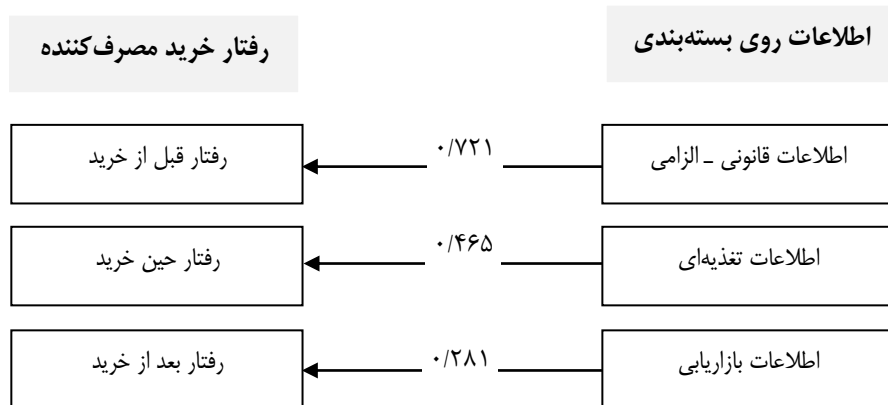 اطلاعات روی بسته‌بندی
رفتار خرید مصرف‌کننده
اطلاعات قانونی ـ الزامی
۰/۷۲۱
رفتار قبل از خرید
اطلاعات تغذیه‌ای
۰/۴۶۵
رفتار حین خرید
اطلاعات بازاریابی
۰/۲۸۱
رفتار بعد از خرید